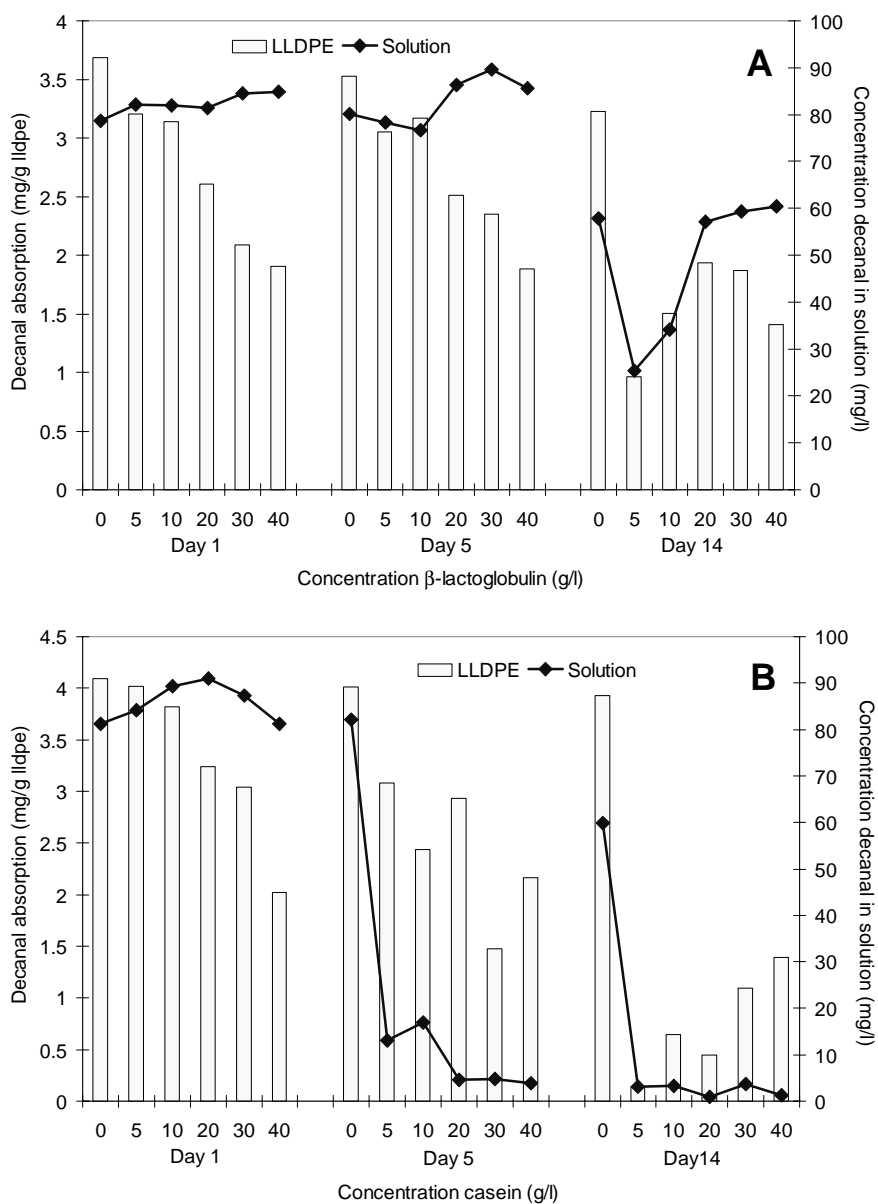 4 100
LLDPE Solution
A
3.5 90
80
3 70
2.5 60
2 50
1.5 40
1 30
20
0.5 10
0 0
Decanal absorption (mg/g lldpe)
Concentration decanal in solution (mg/l)
0 5 10 20 30 40 0 5 10 20 30 40 0 5 10 20 30 40
Day 1 Day 5 Day 14
Concentration β-lactoglobulin (g/l)
4.5 100
LLDPE Solution
B
4 90
3.5 80
3 70
60
2.5 50
2 40
1.5 30
1 20
0.5 10
0 0
Decanal absorption (mg/g lldpe)
Concentration decanal in solution (mg/l)
0 5 10 20 30 40 0 5 10 20 30 40 0 5 10 20 30 40
Day 1 Day 5 Day14
Concentration casein (g/l)